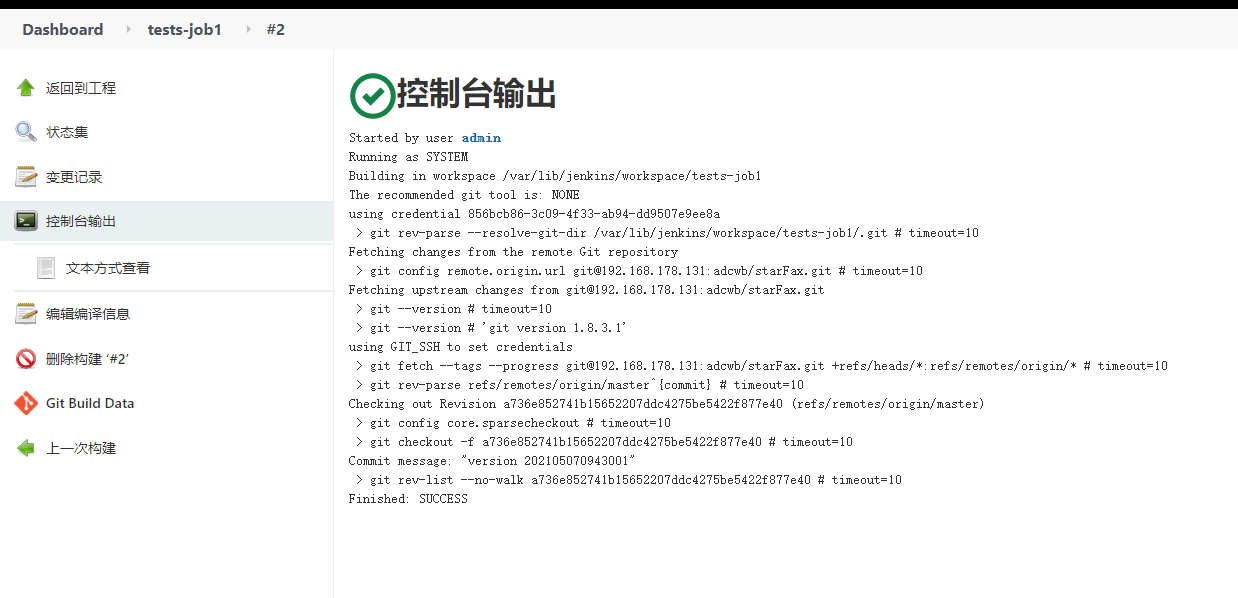 Dashboard tests-job1 #2
返回到工程
状态集
变更记录
控制台输出
文本方式查看
编辑编译信息
删除构建 ‘#2’
Git Build Data
上一次构建
控制台输出
Started by user admin
Running as SYSTEM
Building in workspace /var/lib/jenkins/workspace/tests-job1
The recommended git tool is: NONE
using credential 856bcb86-3c09-4f33-ab94-dd9507e9ee8a
> git rev-parse --resolve-git-dir /var/lib/jenkins/workspace/tests-job1/.git # timeout=10
Fetching changes from the remote Git repository
> git config remote.origin.url git@192.168.178.131:adcwb/starFax.git # timeout=10
Fetching upstream changes from git@192.168.178.131:adcwb/starFax.git
> git --version # timeout=10
> git --version # 'git version 1.8.3.1'
using GIT_SSH to set credentials
> git fetch --tags --progress git@192.168.178.131:adcwb/starFax.git +refs/heads/*:refs/remotes/origin/* # timeout=10
> git rev-parse refs/remotes/origin/master^{commit} # timeout=10
Checking out Revision a736e852741b15652207ddc4275be5422f877e40 (refs/remotes/origin/master)
> git config core.sparsecheckout # timeout=10
> git checkout -f a736e852741b15652207ddc4275be5422f877e40 # timeout=10
Commit message: "version 202105070943001"
> git rev-list --no-walk a736e852741b15652207ddc4275be5422f877e40 # timeout=10
Finished: SUCCESS